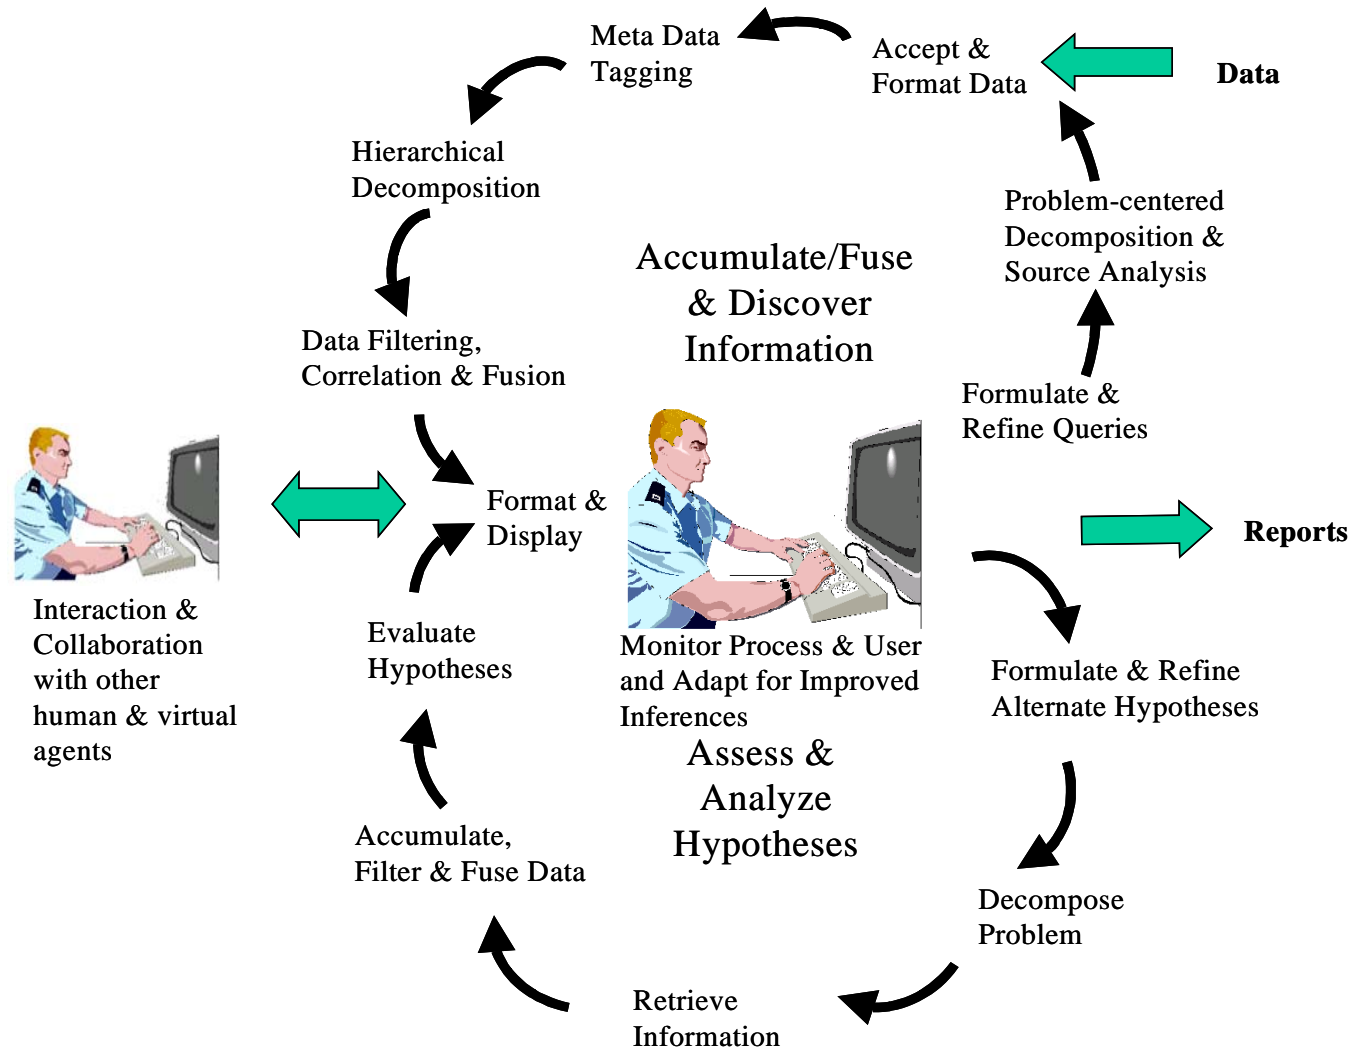 Meta Data
Tagging
Accept &
Format Data
Data
Hierarchical
Decomposition
Problem-centered
Decomposition &
Source Analysis
Accumulate/Fuse
& Discover
Information
Data Filtering,
Correlation & Fusion
Formulate &
Refine Queries
Format &
Display
Reports
Interaction &
Collaboration
with other
human & virtual
agents
Evaluate
Hypotheses
Monitor Process & User
and Adapt for Improved
Inferences
Formulate & Refine
Alternate Hypotheses
Assess &
Analyze
Hypotheses
Accumulate,
Filter & Fuse Data
Decompose
Problem
Retrieve
Information